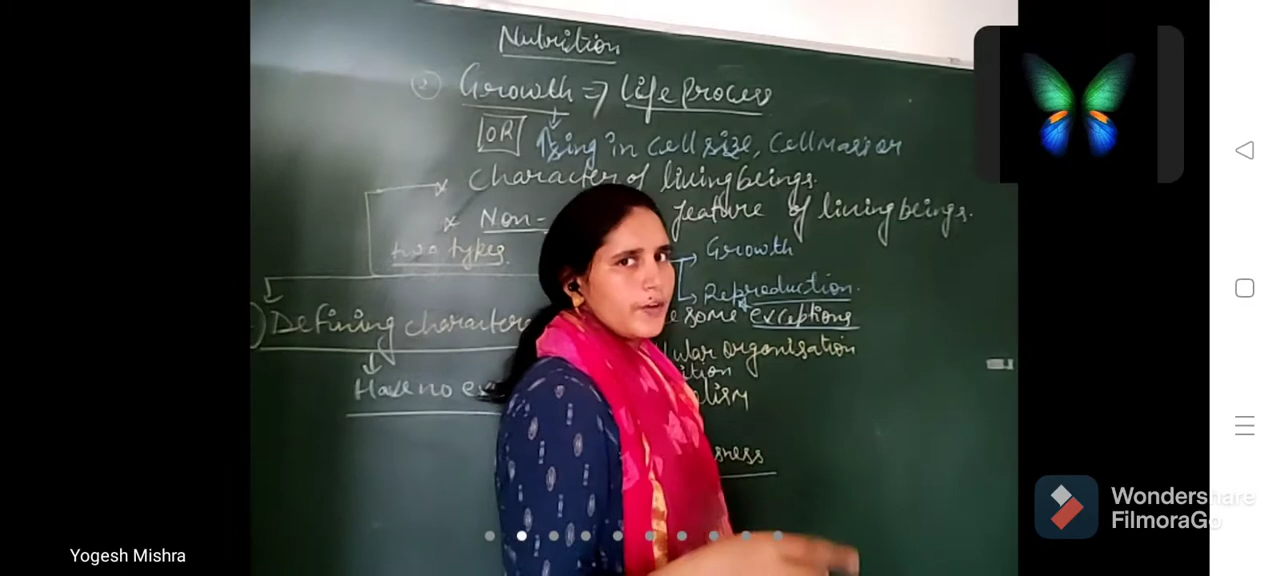 Nutrition
② Growth => Life Process
OR ↑sing in cell size, cell mass or
* character of living beings.
* Non- feature of living beings.
two types.
→ Growth
→ Reproduction.
Defining character
some exceptions
ular organisation
Have no ex
ition
olism
sness
Yogesh Mishra
Wondershare
FilmoraGo